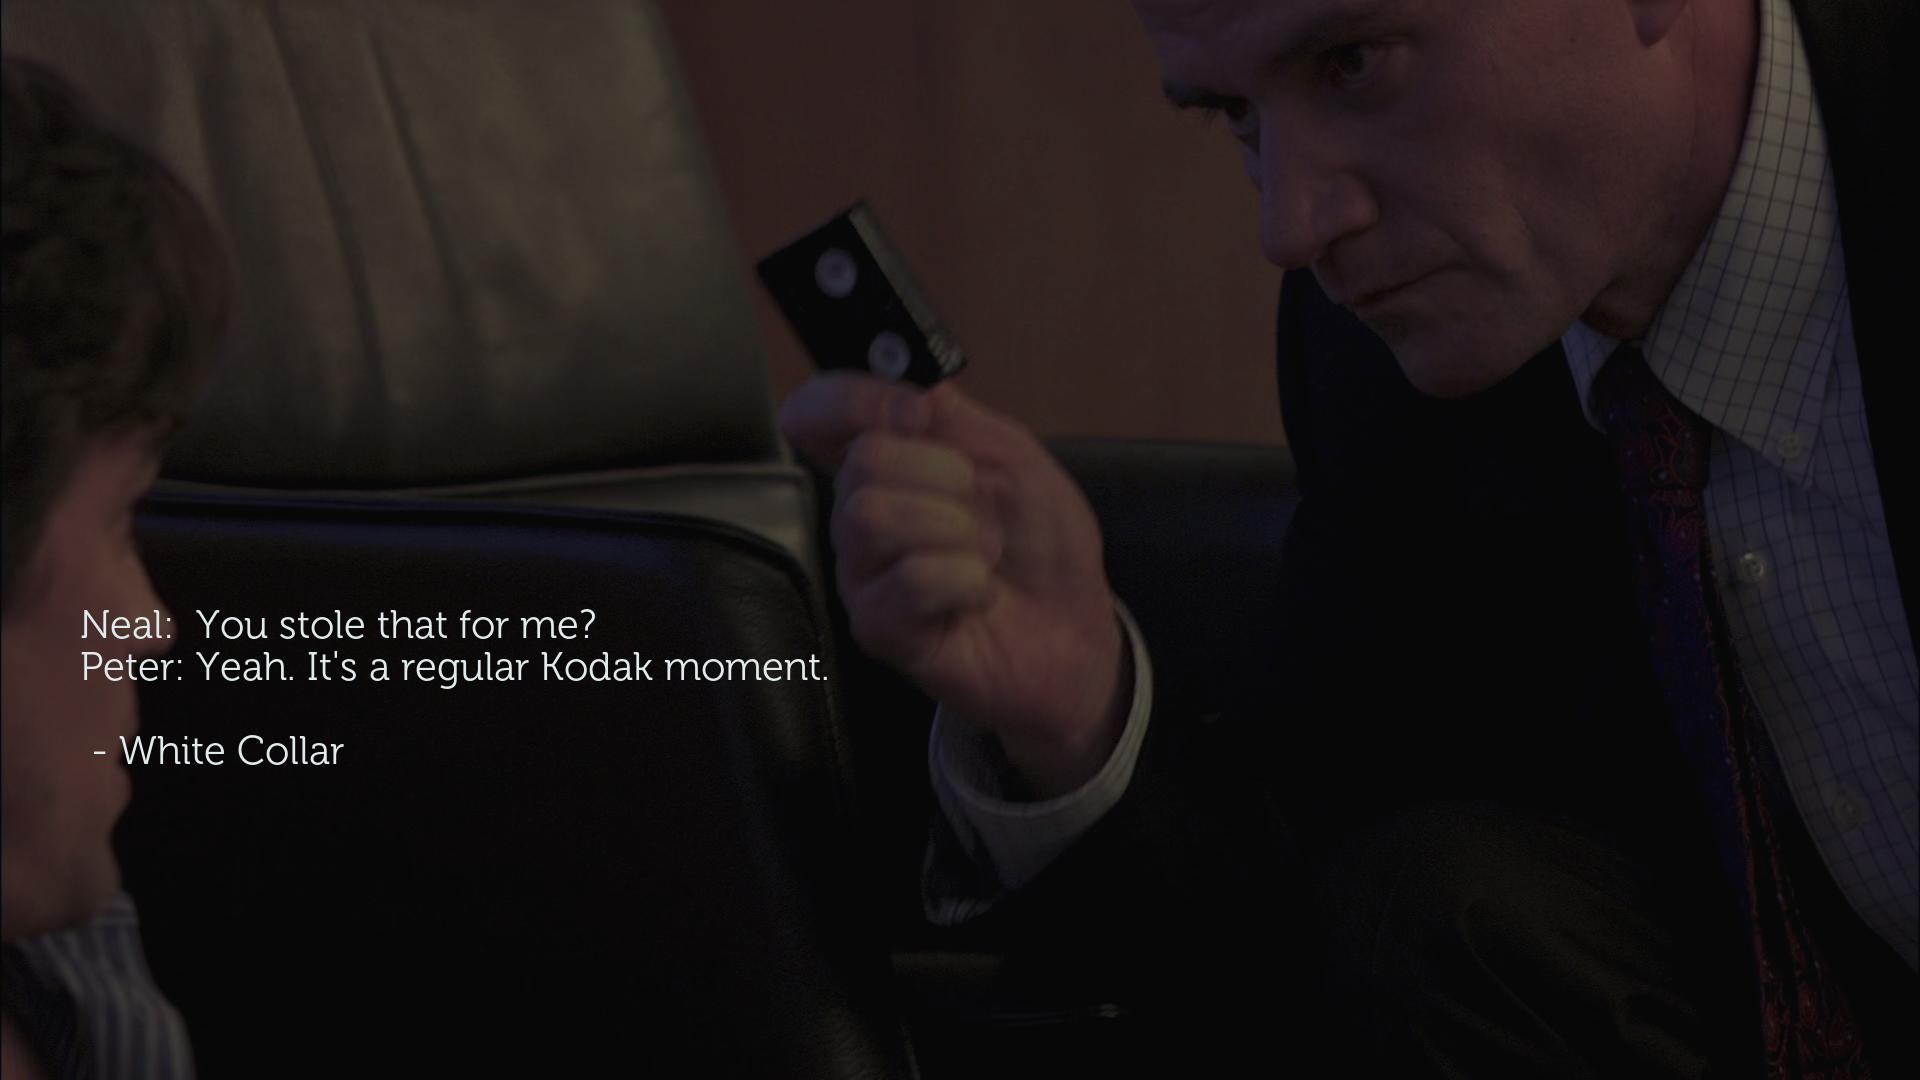 Neal:  You stole that for me?
Peter: Yeah. It's a regular Kodak moment.
- White Collar